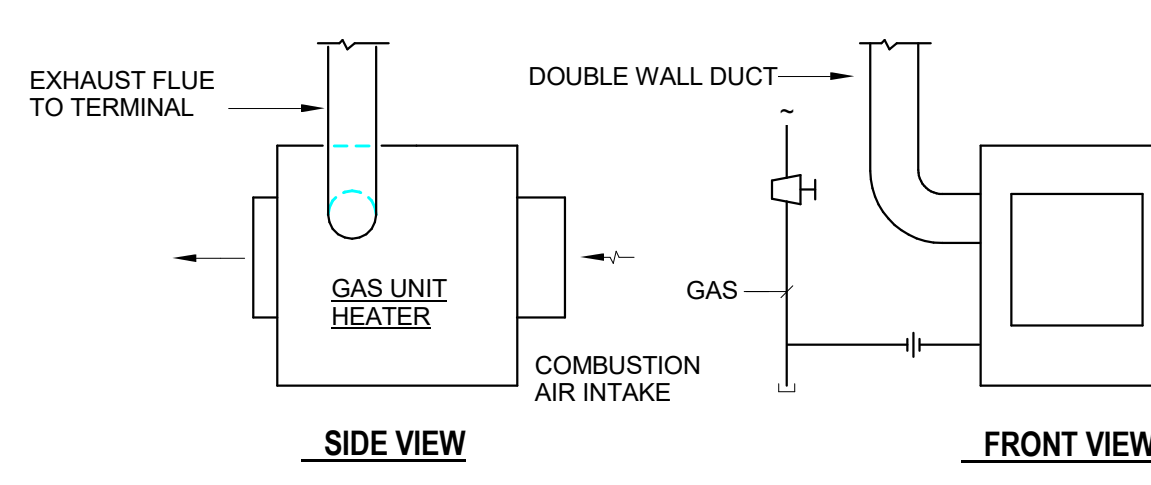 EXHAUST FLUE
TO TERMINAL
DOUBLE WALL DUCT
GAS
GAS UNIT
HEATER
COMBUSTION
AIR INTAKE
SIDE VIEW
FRONT VIEW